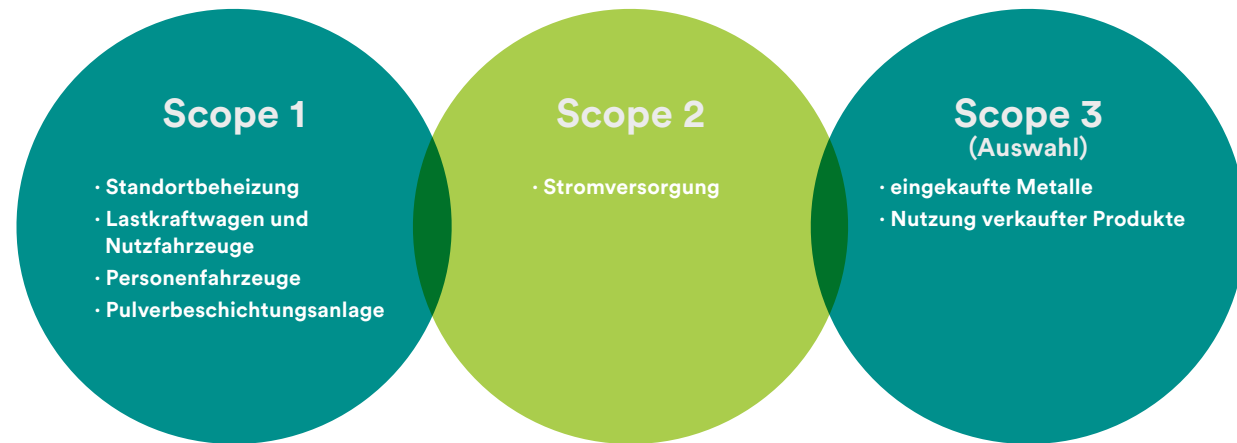 Scope 1
· Standortbeheizung
· Lastkraftwagen und
Nutzfahrzeuge
· Personenfahrzeuge
· Pulverbeschichtungsanlage
Scope 2
· Stromversorgung
Scope 3
(Auswahl)
· eingekaufte Metalle
· Nutzung verkaufter Produkte